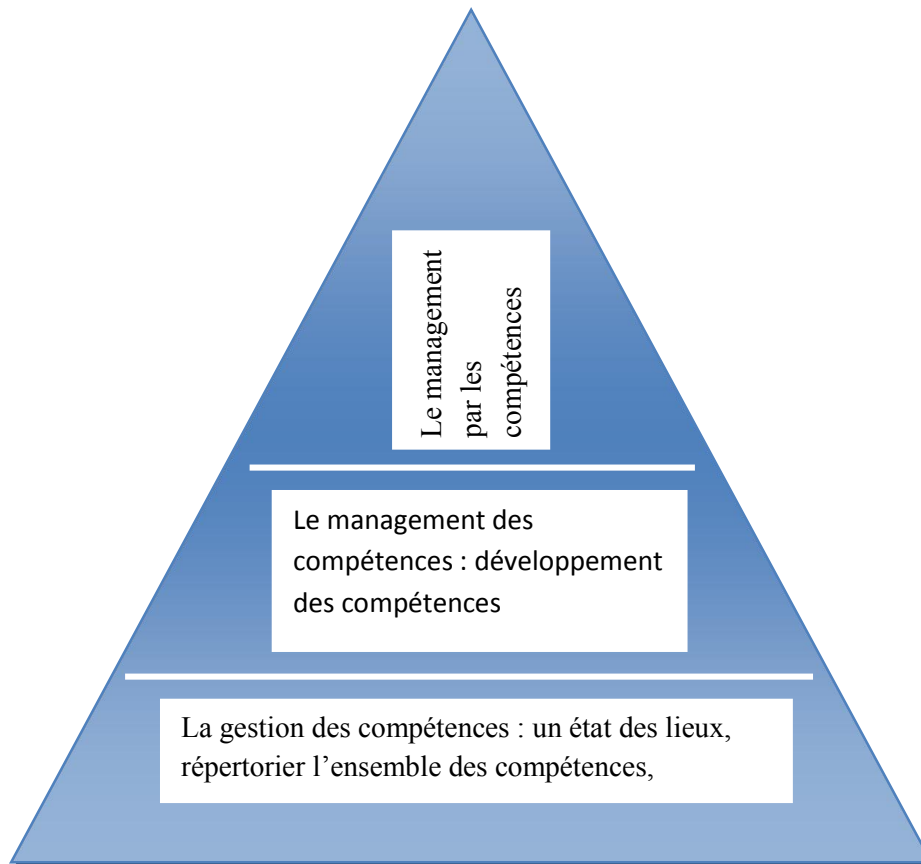 Le management
par les
compétences
Le management des
compétences : développement
des compétences
La gestion des compétences : un état des lieux,
répertorier l’ensemble des compétences,